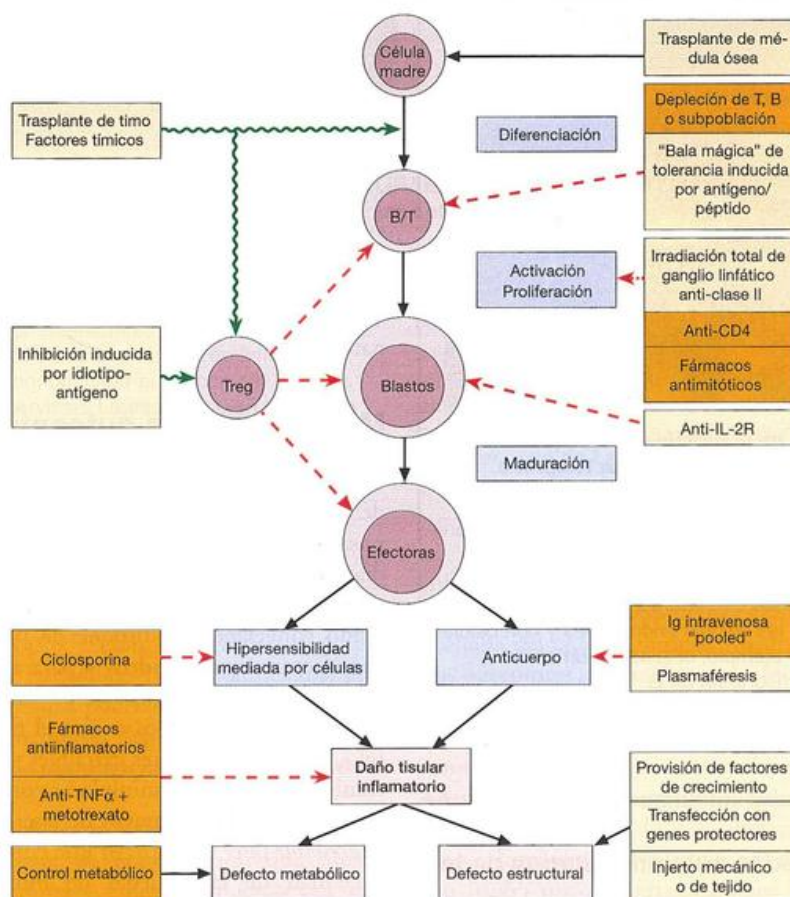 Célula
madre
Trasplante de mé-
dula ósea
Trasplante de timo
Factores tímicos
Diferenciación
Depleción de T, B
o subpoblación
"Bala mágica" de
tolerancia inducida
por antígeno/
péptido
B/T
Activación
Proliferación
Irradiación total de
ganglio linfático
anti-clase II
Anti-CD4
Fármacos
antimitóticos
Inhibición inducida
por idiotipo-
antígeno
Treg
Blastos
Anti-IL-2R
Maduración
Efectoras
Ciclosporina
Hipersensibilidad
mediada por células
Anticuerpo
Ig intravenosa
"pooled"
Plasmaféresis
Fármacos
antiinflamatorios
Anti-TNFα +
metotrexato
Daño tisular
inflamatorio
Provisión de factores
de crecimiento
Transfección con
genes protectores
Injerto mecánico
o de tejido
Control metabólico
Defecto metabólico
Defecto estructural